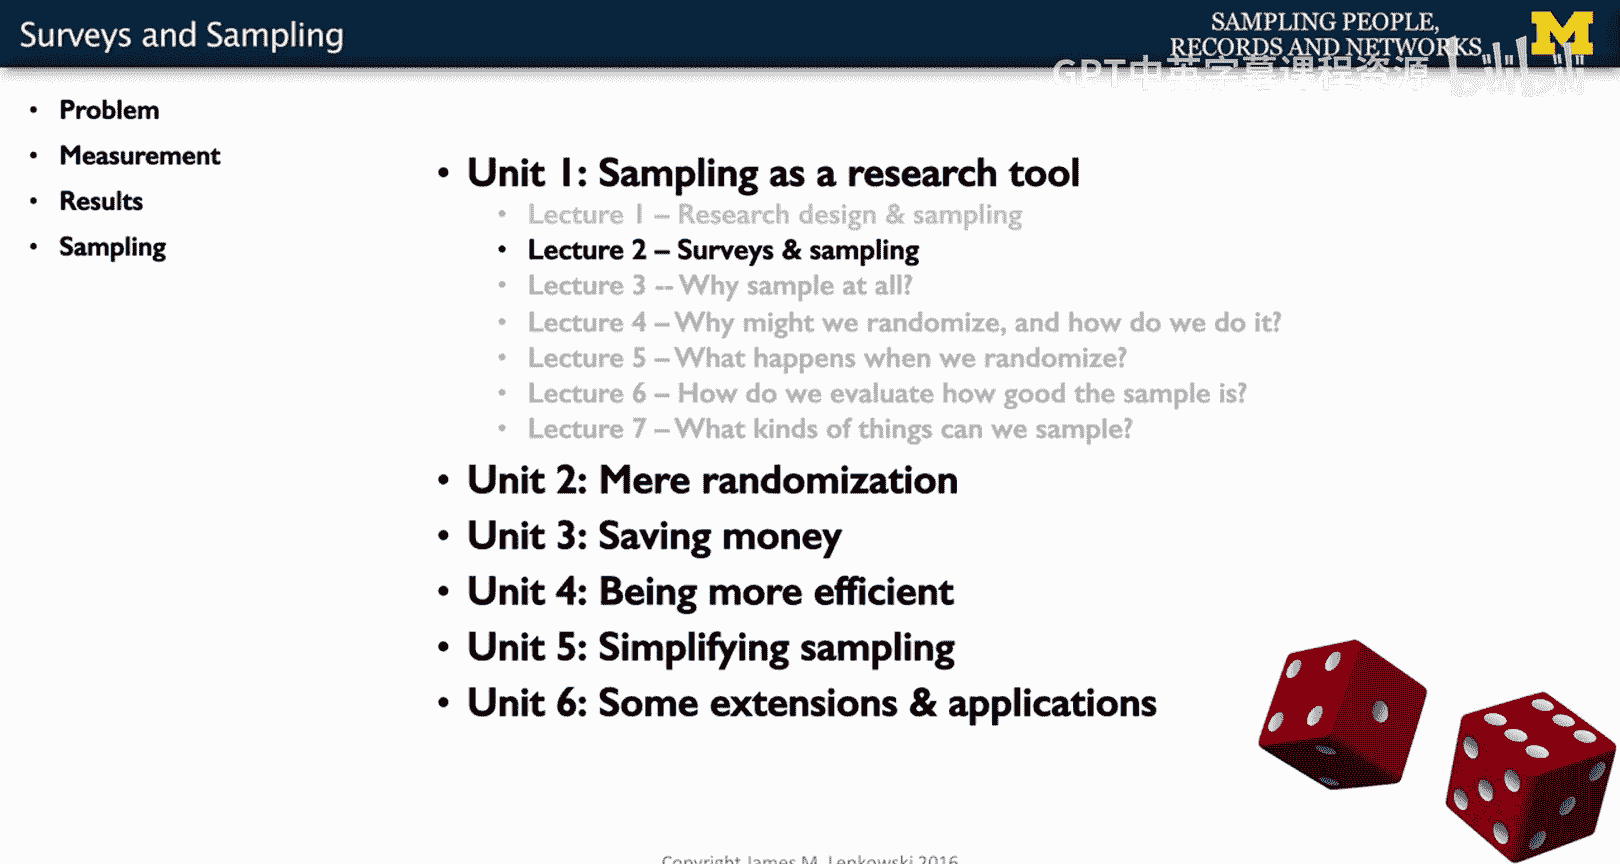 Surveys and Sampling
SAMPLING PEOPLE,
RECORDS AND NETWORKS
M
GPT中英字幕课程资源
• Problem
• Measurement
• Results
• Sampling
• Unit 1: Sampling as a research tool
• Lecture 1 – Research design & sampling
• Lecture 2 – Surveys & sampling
• Lecture 3 -- Why sample at all?
• Lecture 4 – Why might we randomize, and how do we do it?
• Lecture 5 – What happens when we randomize?
• Lecture 6 – How do we evaluate how good the sample is?
• Lecture 7 – What kinds of things can we sample?
• Unit 2: Mere randomization
• Unit 3: Saving money
• Unit 4: Being more efficient
• Unit 5: Simplifying sampling
• Unit 6: Some extensions & applications
Copyright James M. Lepkowski 2016